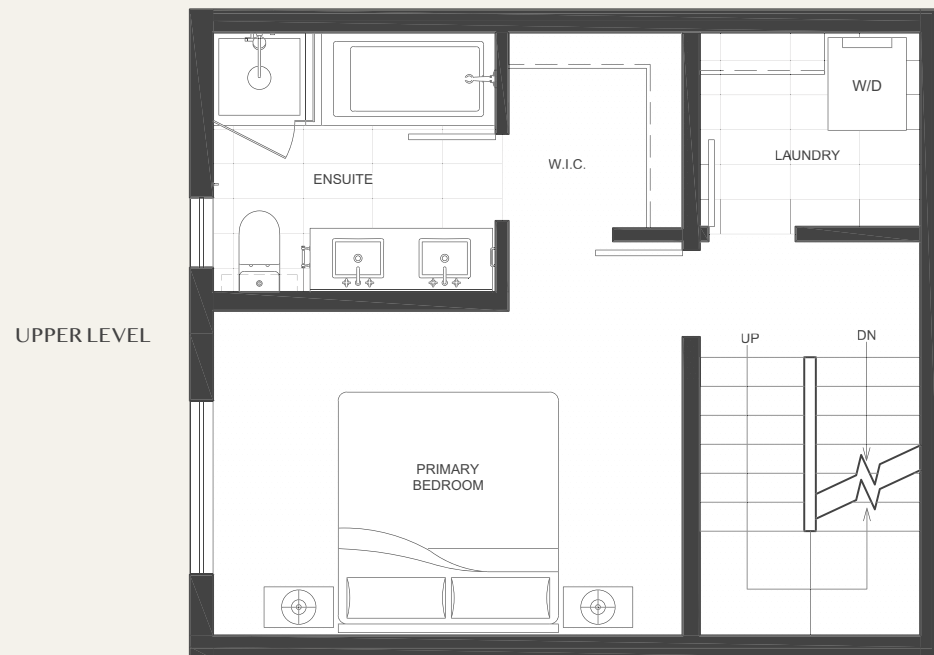 W/D
LAUNDRY
W.I.C.
ENSUITE
UPPER LEVEL
UP
DN
PRIMARY
BEDROOM